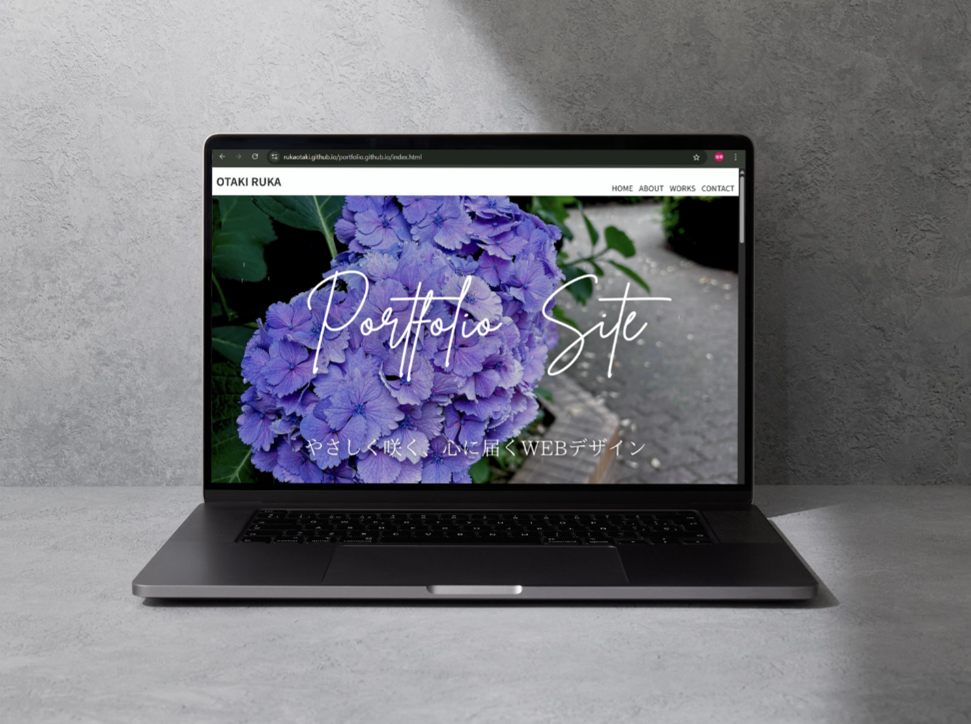 rukaotaki.github.io/portfolio.github.io/index.html
OTAKI RUKA
HOME ABOUT WORKS CONTACT
Portfolio Site
やさしく咲く、心に届くWEBデザイン